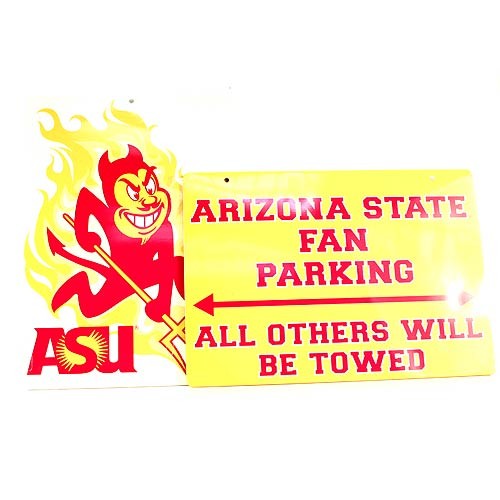 ASU
ARIZONA STATE
FAN
PARKING
ALL OTHERS WILL
BE TOWED